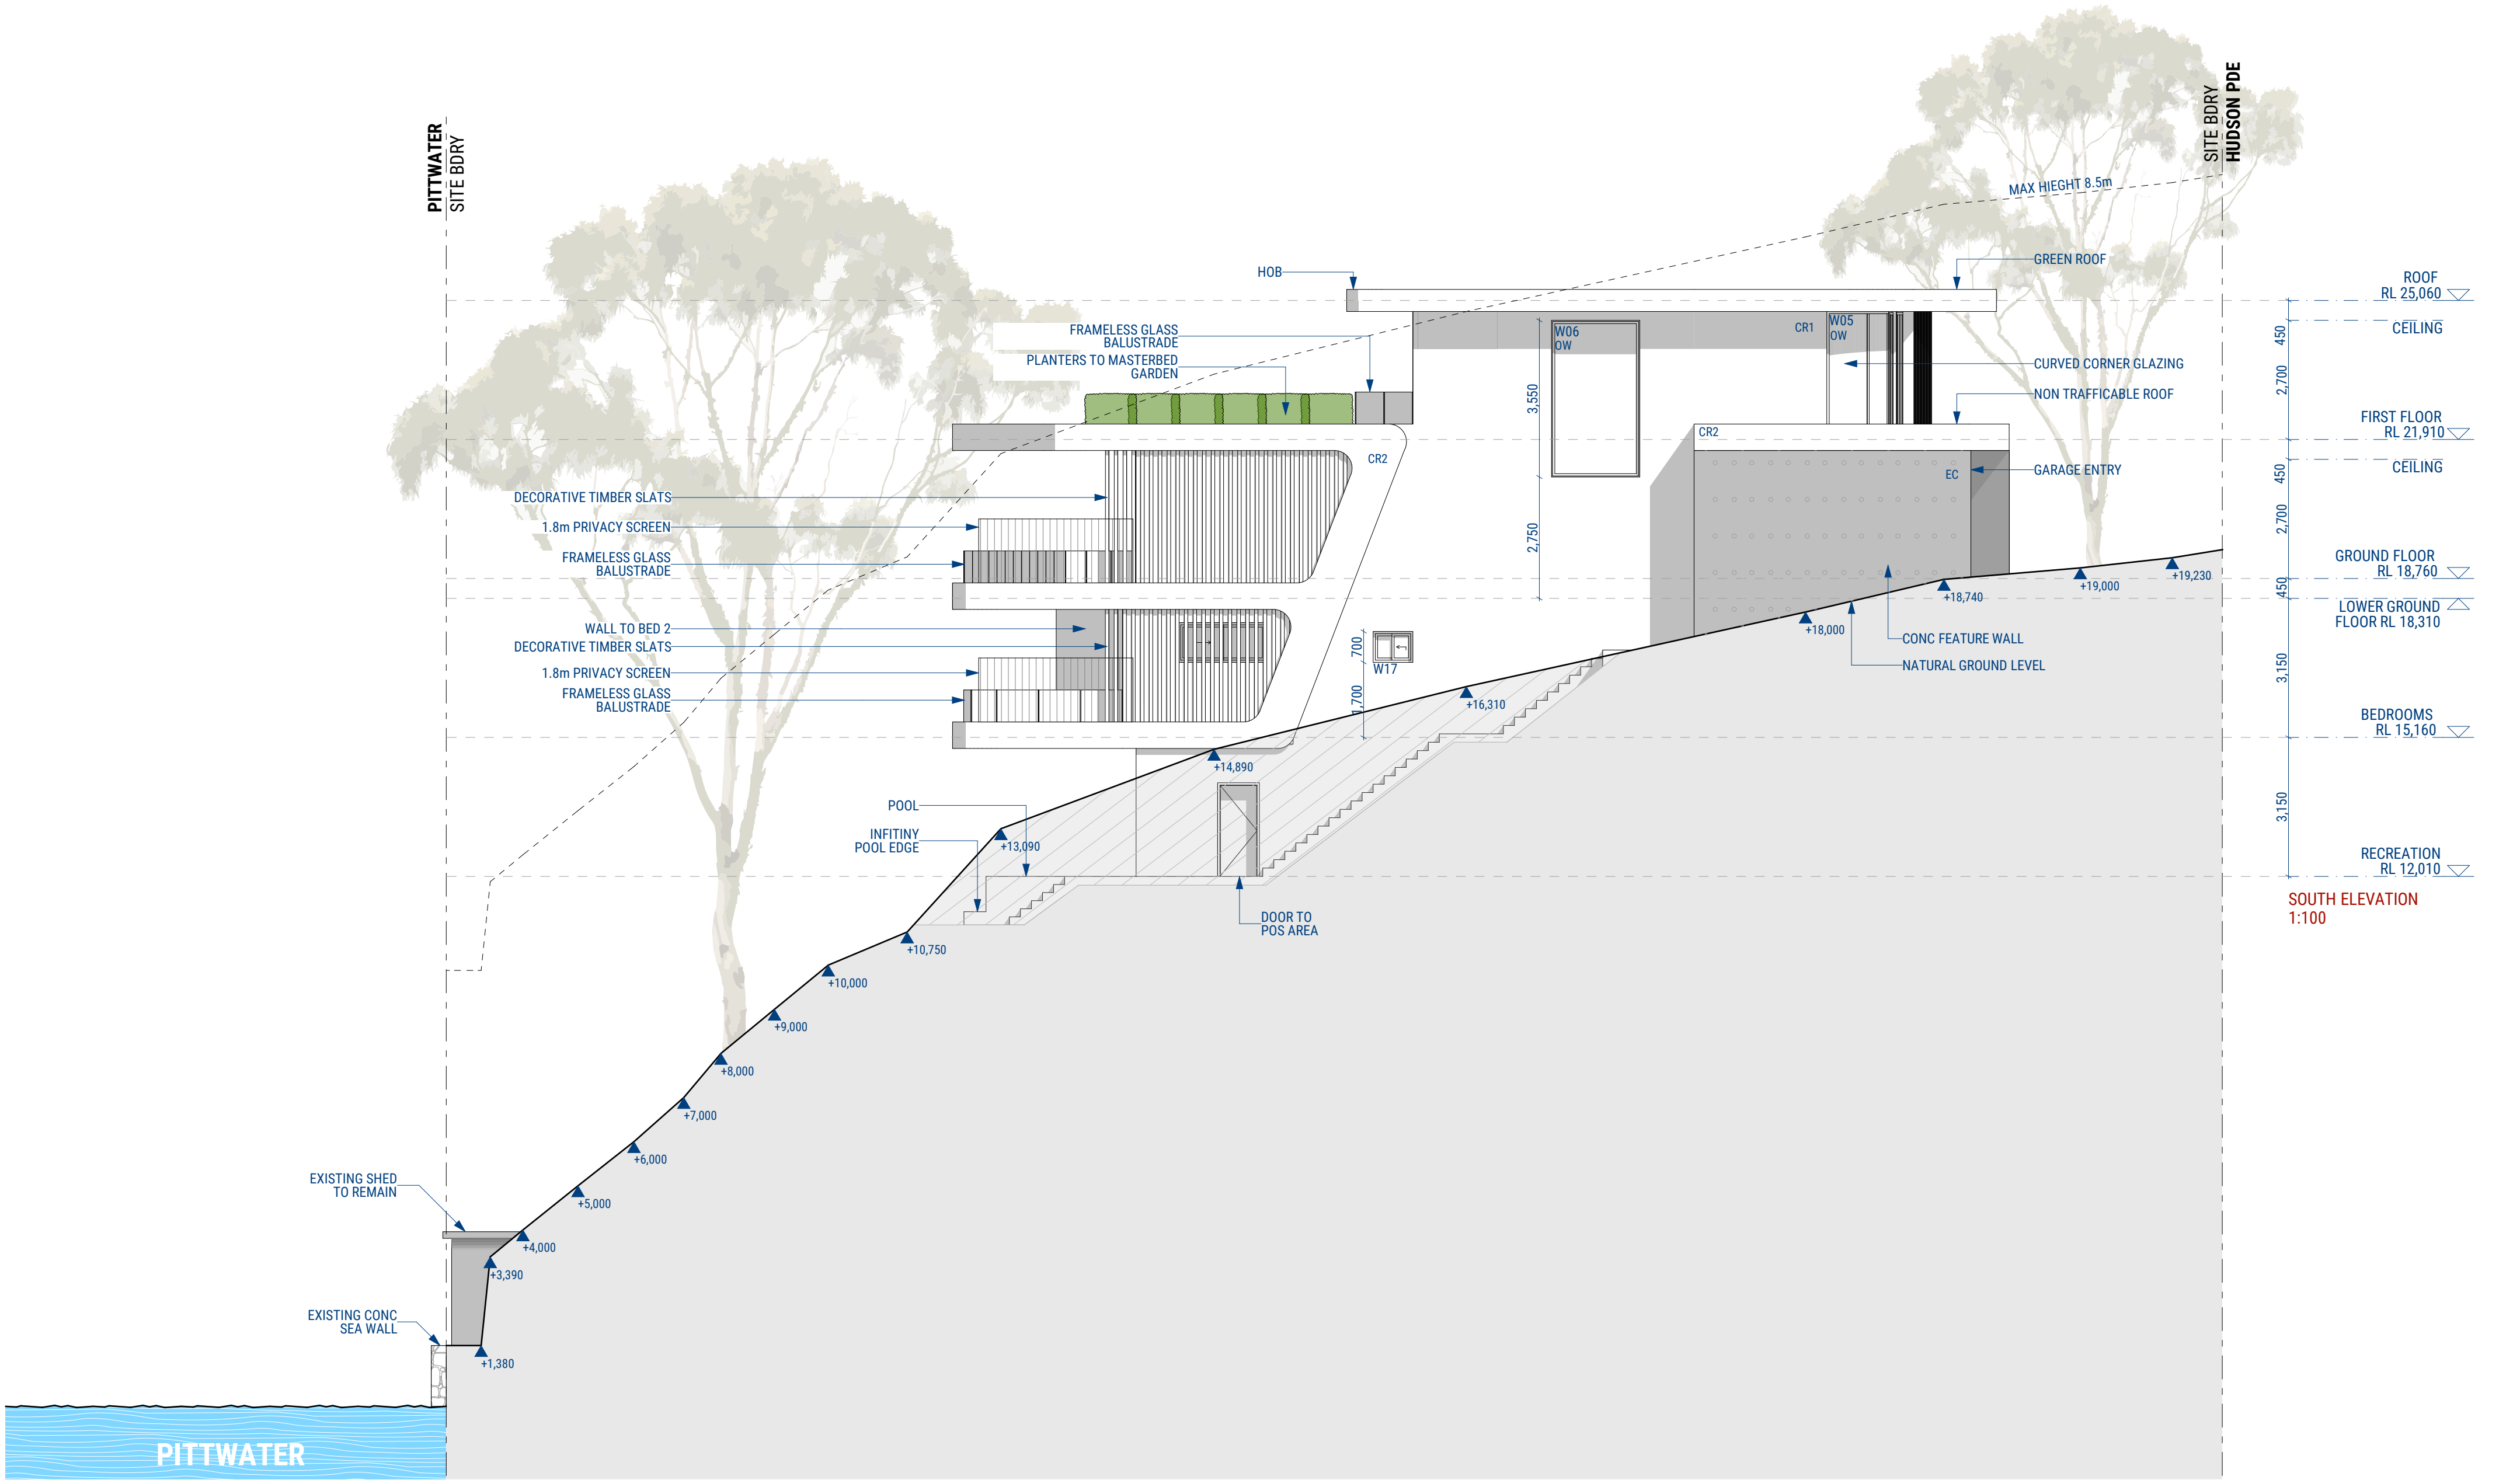 PITTWATER
SITE BDRY
SITE BDRY
HUDSON PDE
MAX HIEGHT 8.5m
HOB
GREEN ROOF
ROOF
RL 25,060
FRAMELESS GLASS
BALUSTRADE
PLANTERS TO MASTERBED
GARDEN
W06
OW
CR1
W05
OW
CEILING
450
CURVED CORNER GLAZING
2,700
NON TRAFFICABLE ROOF
3,550
FIRST FLOOR
RL 21,910
CR2
CR2
CEILING
450
EC
GARAGE ENTRY
DECORATIVE TIMBER SLATS
1.8m PRIVACY SCREEN
2,750
2,700
FRAMELESS GLASS
BALUSTRADE
GROUND FLOOR
RL 18,760
+19,230
+19,000
+18,740
450
LOWER GROUND
FLOOR RL 18,310
WALL TO BED 2
+18,000
CONC FEATURE WALL
DECORATIVE TIMBER SLATS
700
W17
NATURAL GROUND LEVEL
1.8m PRIVACY SCREEN
3,150
FRAMELESS GLASS
BALUSTRADE
1,700
+16,310
BEDROOMS
RL 15,160
+14,890
POOL
3,150
INFITINY
POOL EDGE
+13,090
RECREATION
RL 12,010
SOUTH ELEVATION
1:100
DOOR TO
POS AREA
+10,750
+10,000
+9,000
+8,000
+7,000
+6,000
EXISTING SHED
TO REMAIN
+5,000
+4,000
+3,390
EXISTING CONC
SEA WALL
+1,380
PITTWATER